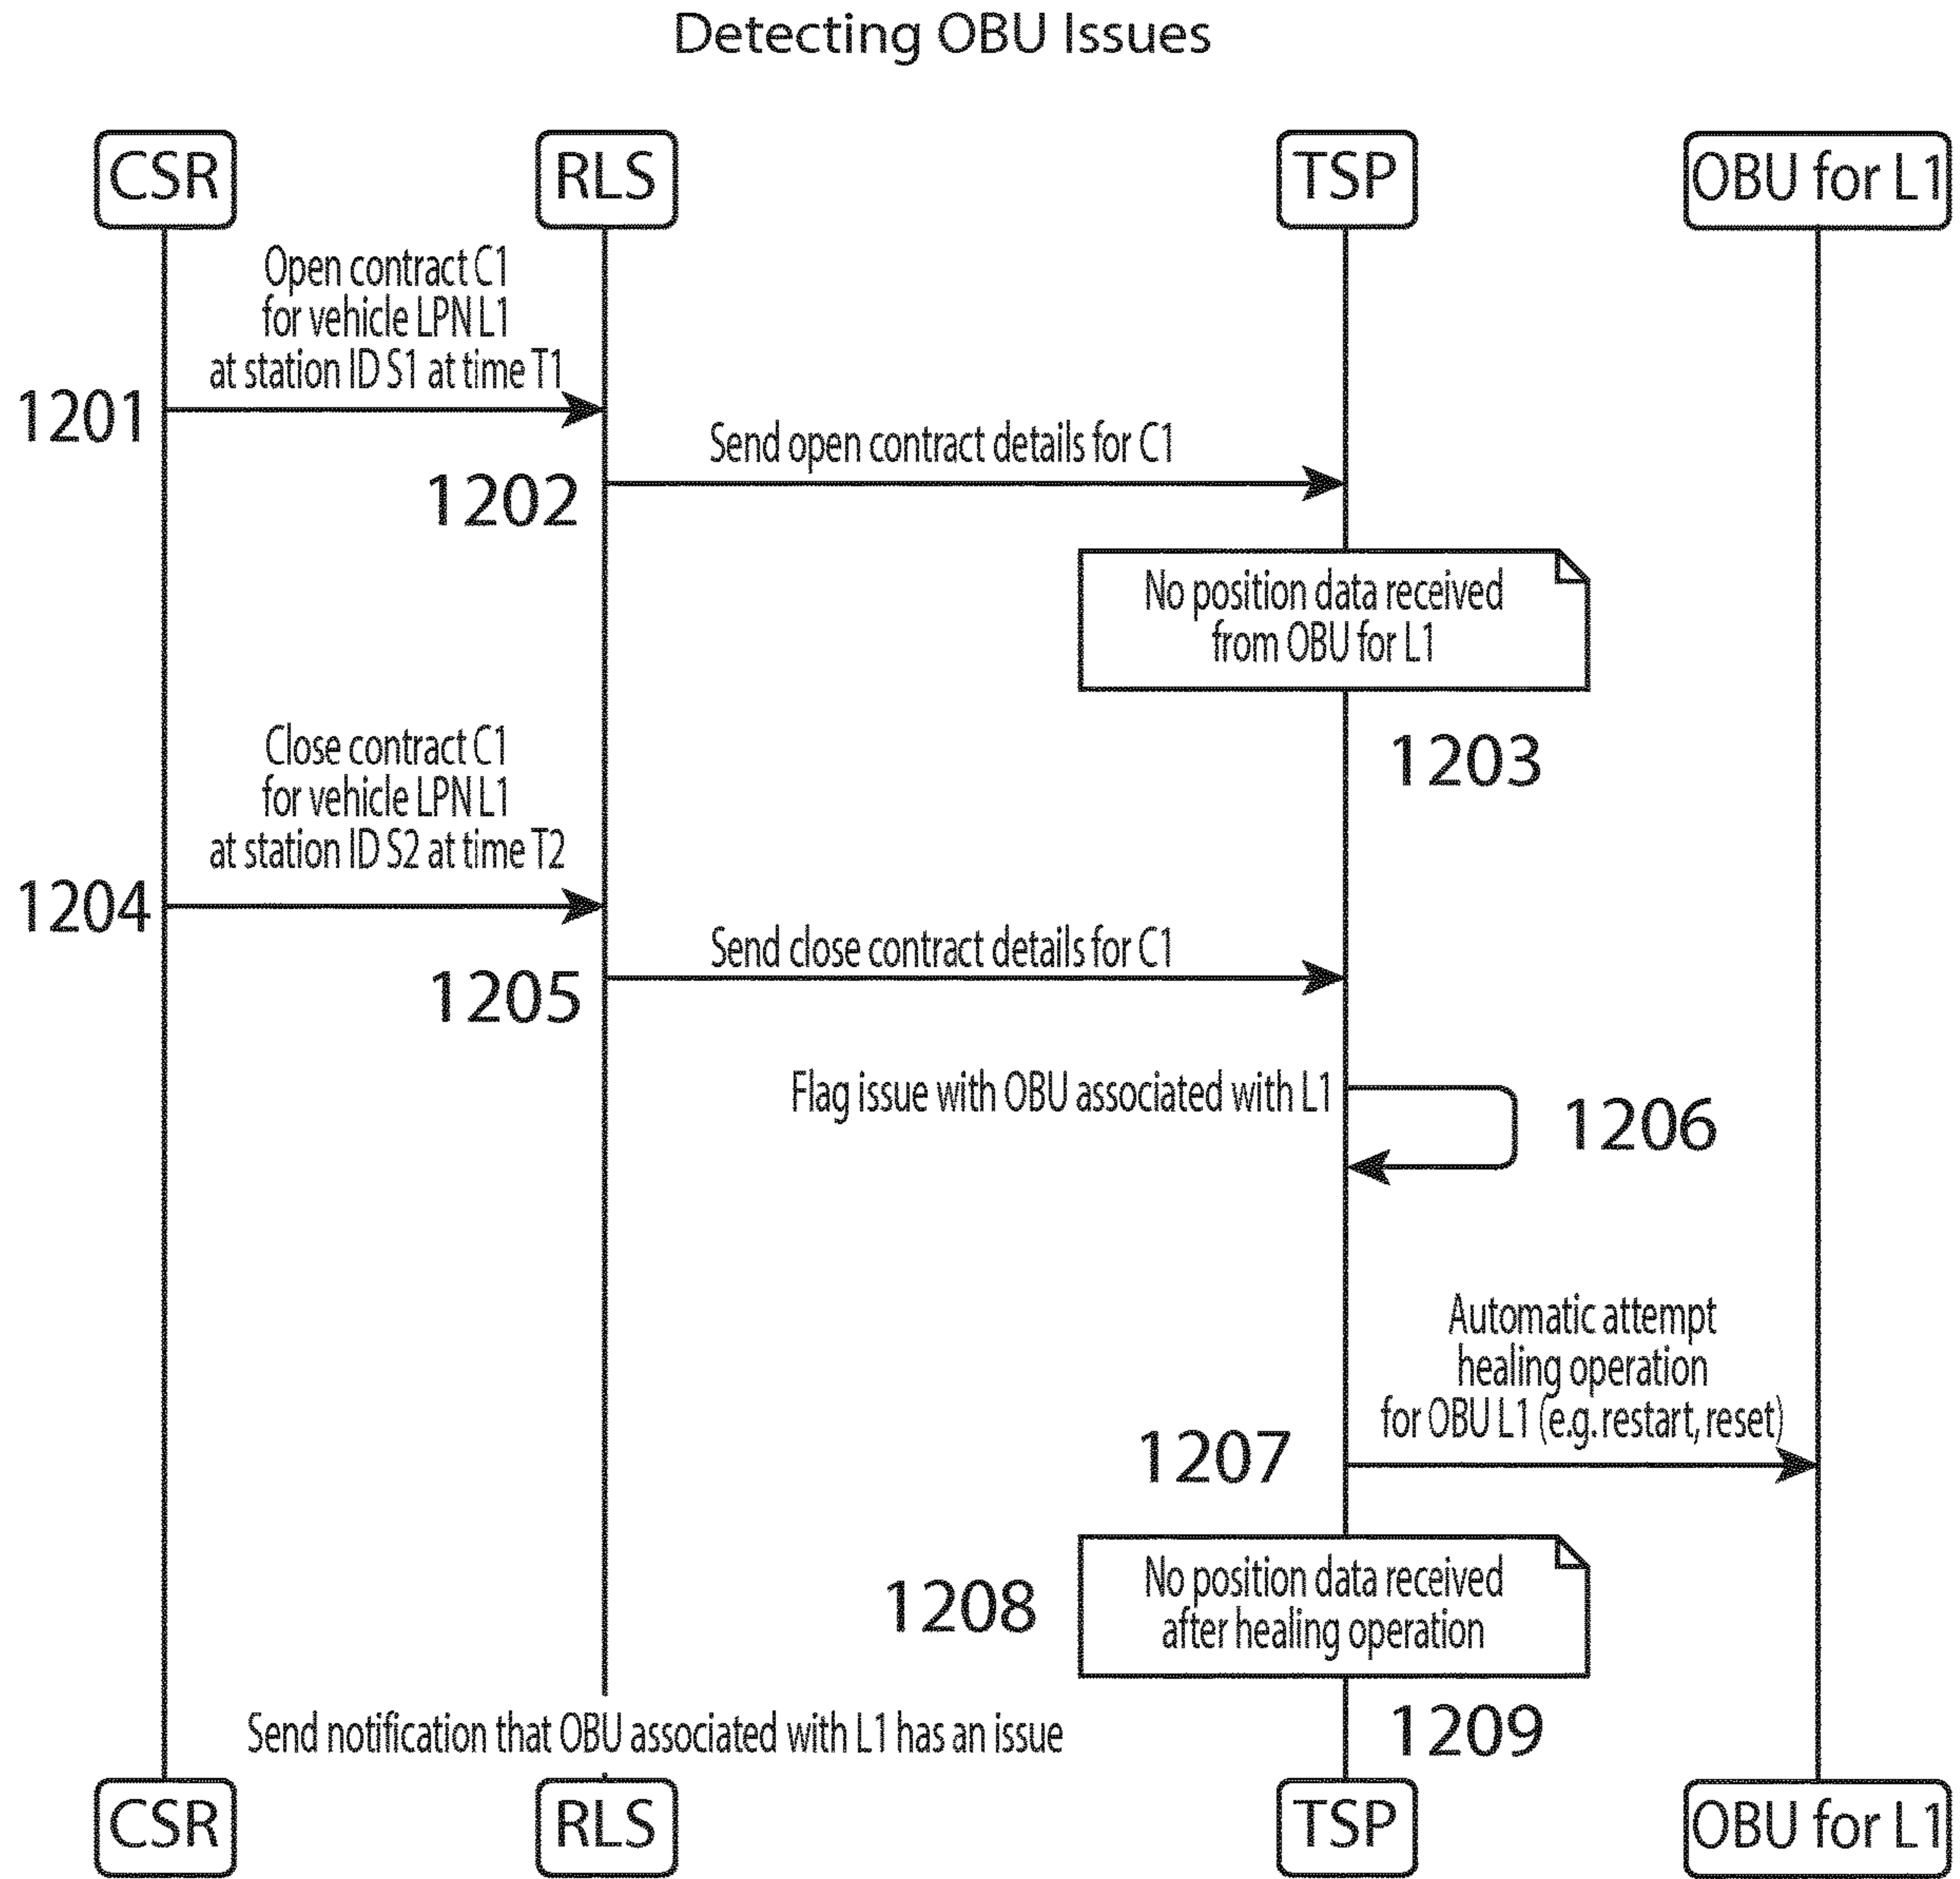 Detecting OBU Issues
CSR
RLS
TSP
OBU for L1
Open contract C1
for vehicle LPN L1
at station ID S1 at time T1
1201
Send open contract details for C1
1202
No position data received
from OBU for L1
1203
Close contract C1
for vehicle LPN L1
at station ID S2 at time T2
1204
Send close contract details for C1
1205
Flag issue with OBU associated with L1
1206
Automatic attempt
healing operation
for OBU L1 (e.g. restart, reset)
1207
No position data received
after healing operation
1208
Send notification that OBU associated with L1 has an issue
1209
CSR
RLS
TSP
OBU for L1